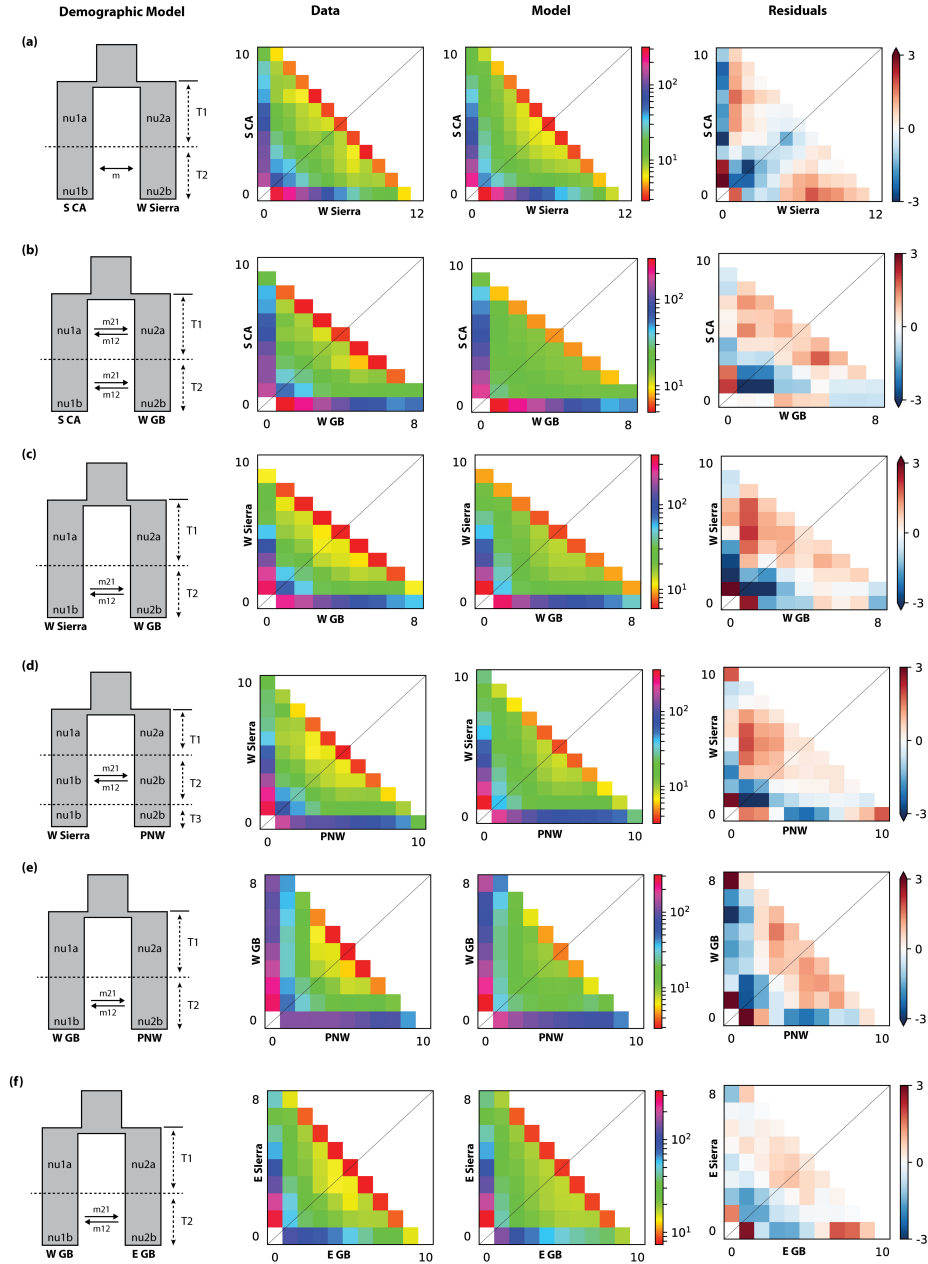 Demographic Model Data Model Residuals
(a)
nu1a nu2a T1
m T2
nu1b nu2b
S CA W Sierra
10 S CA 0
0 W Sierra 12
10 S CA 0
0 W Sierra 12
10² 10¹
10 S CA 0
0 W Sierra 12
3 0 -3
(b)
nu1a m21 nu2a T1
m12
m21 T2
m12
nu1b nu2b
S CA W GB
10 S CA 0
0 W GB 8
10 S CA 0
0 W GB 8
10² 10¹
10 S CA 0
0 W GB 8
3 0 -3
(c)
nu1a nu2a T1
m21 T2
m12
nu1b nu2b
W Sierra W GB
10 W Sierra 0
0 W GB 8
10 W Sierra 0
0 W GB 8
10² 10¹
10 W Sierra 0
0 W GB 8
3 0 -3
(d)
nu1a nu2a T1
m21
nu1b nu2b T2
m12
nu1b nu2b T3
W Sierra PNW
10 W Sierra 0
0 PNW 10
10 W Sierra 0
0 PNW 10
10² 10¹
10 W Sierra 0
0 PNW 10
3 0 -3
(e)
nu1a nu2a T1
m21 T2
m12
nu1b nu2b
W GB PNW
8 W GB 0
0 PNW 10
8 W GB 0
0 PNW 10
10² 10¹
8 W GB 0
0 PNW 10
3 0 -3
(f)
nu1a nu2a T1
m21 T2
m12
nu1b nu2b
W GB E GB
8 E Sierra 0
0 E GB 10
8 E Sierra 0
0 E GB 10
10² 10¹
8 E Sierra 0
0 E GB 10
3 0 -3